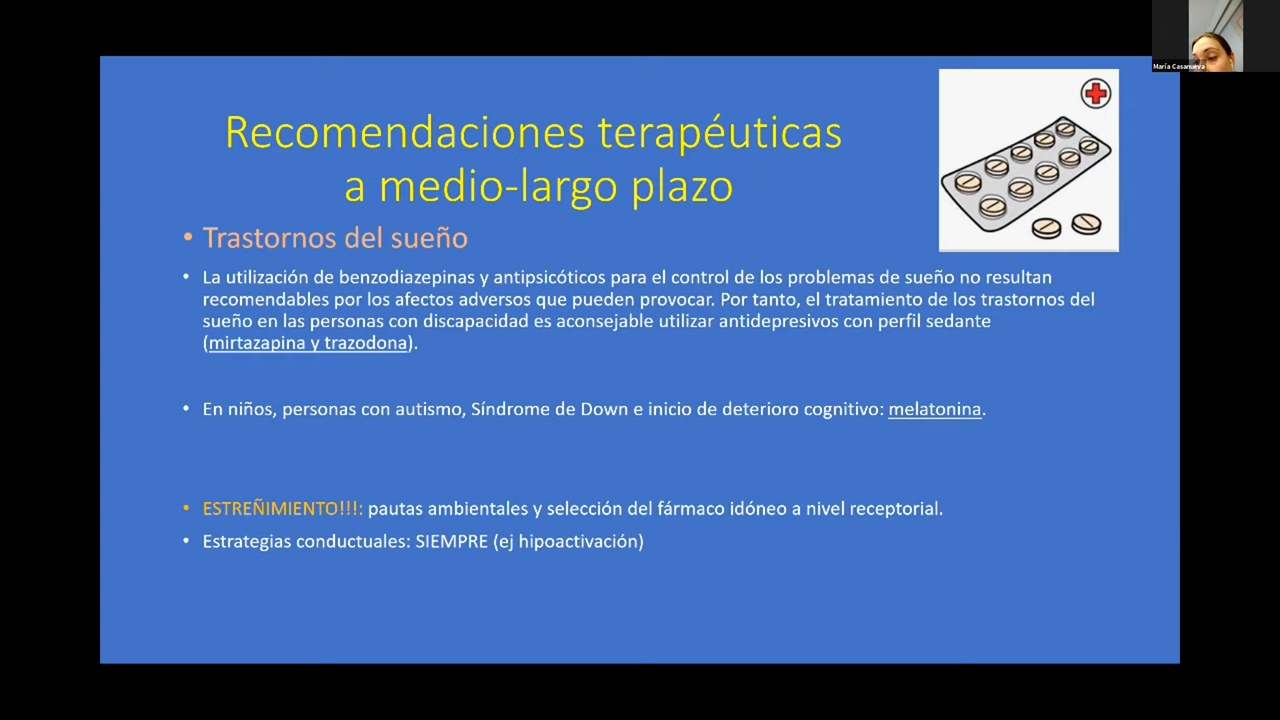 María Casanueva
Recomendaciones terapéuticas
a medio-largo plazo
• Trastornos del sueño
• La utilización de benzodiazepinas y antipsicóticos para el control de los problemas de sueño no resultan
recomendables por los afectos adversos que pueden provocar. Por tanto, el tratamiento de los trastornos del
sueño en las personas con discapacidad es aconsejable utilizar antidepresivos con perfil sedante
(mirtazapina y trazodona).
• En niños, personas con autismo, Síndrome de Down e inicio de deterioro cognitivo: melatonina.
• ESTREÑIMIENTO!!!: pautas ambientales y selección del fármaco idóneo a nivel receptorial.
• Estrategias conductuales: SIEMPRE (ej hipoactivación)